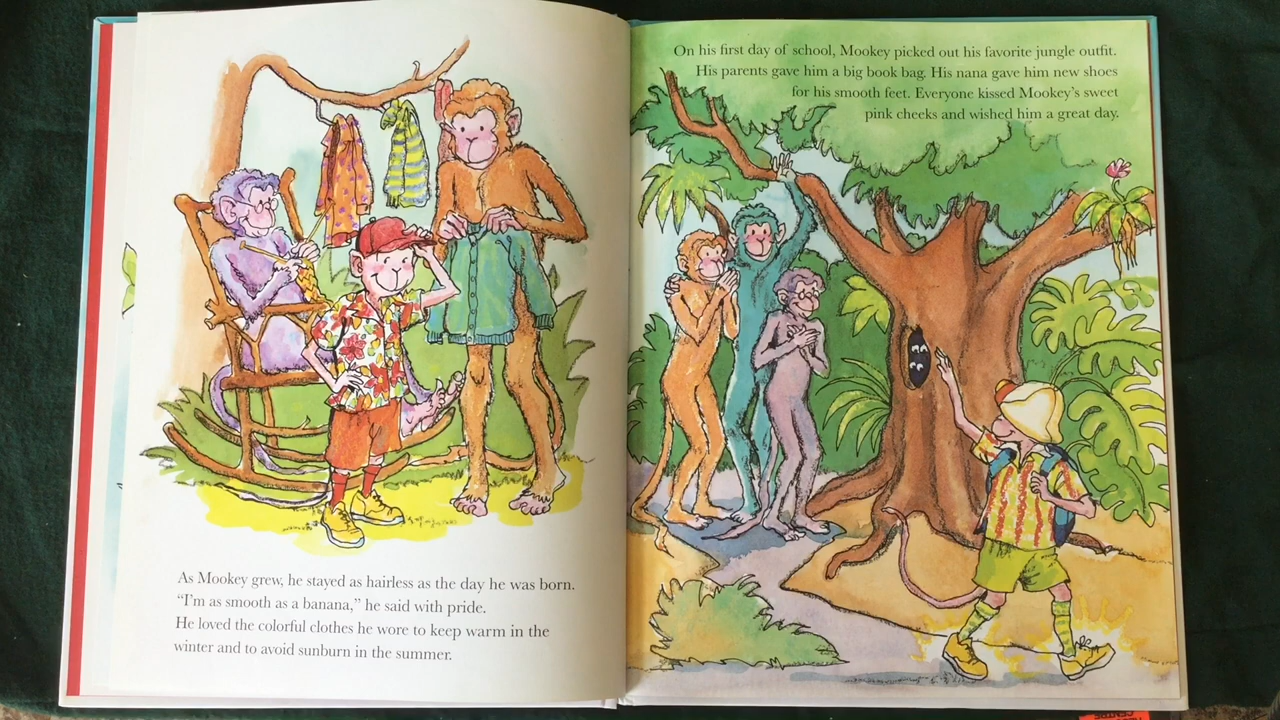 As Mookey grew, he stayed as hairless as the day he was born.
“I’m as smooth as a banana,” he said with pride.
He loved the colorful clothes he wore to keep warm in the
winter and to avoid sunburn in the summer.
On his first day of school, Mookey picked out his favorite jungle outfit.
His parents gave him a big book bag. His nana gave him new shoes
for his smooth feet. Everyone kissed Mookey’s sweet
pink cheeks and wished him a great day.